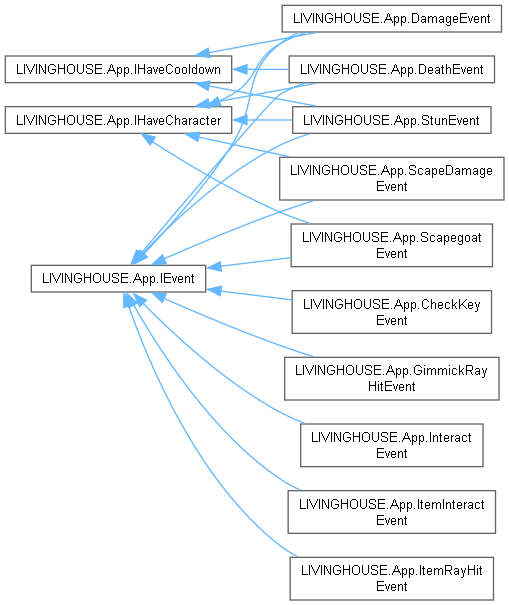 LIVINGHOUSE.App.DamageEvent
LIVINGHOUSE.App.IHaveCooldown
LIVINGHOUSE.App.DeathEvent
LIVINGHOUSE.App.IHaveCharacter
LIVINGHOUSE.App.StunEvent
LIVINGHOUSE.App.ScapeDamage
Event
LIVINGHOUSE.App.Scapegoat
Event
LIVINGHOUSE.App.IEvent
LIVINGHOUSE.App.CheckKey
Event
LIVINGHOUSE.App.GimmickRay
HitEvent
LIVINGHOUSE.App.Interact
Event
LIVINGHOUSE.App.ItemInteract
Event
LIVINGHOUSE.App.ItemRayHit
Event